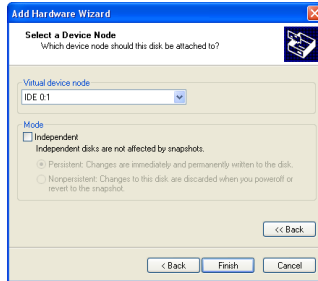 Add Hardware Wizard
Select a Device Node
Which device node should this disk be attached to?
Virtual device node
IDE 0:1
Mode
Independent
Independent disks are not affected by snapshots.
Persistent: Changes are immediately and permanently written to the disk.
Nonpersistent: Changes to this disk are discarded when you poweroff or
revert to the snapshot.
<< Back
< Back Finish Cancel